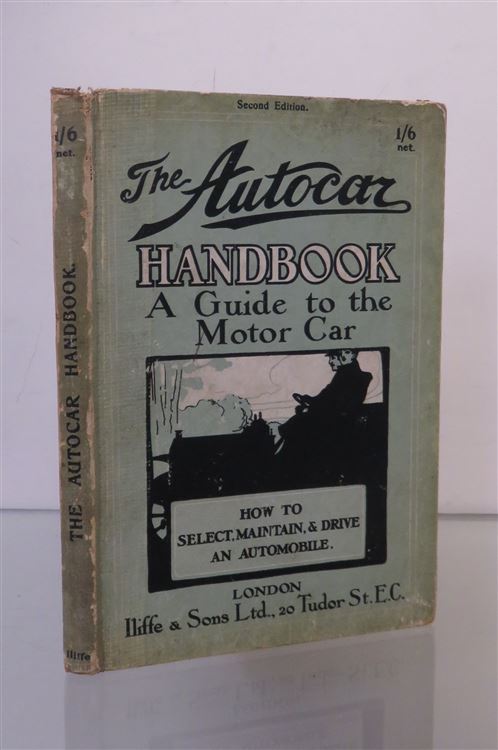 1/6
net.
THE AUTOCAR HANDBOOK.
Iliffe
Second Edition.
1/6
net.
The Autocar
HANDBOOK
A Guide to the
Motor Car
HOW TO
SELECT, MAINTAIN, & DRIVE
AN AUTOMOBILE.
LONDON
Iliffe & Sons Ltd., 20 Tudor St. E.C.